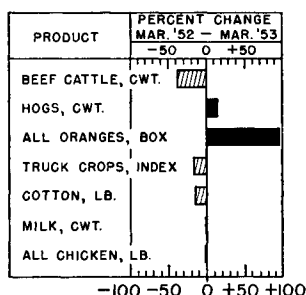 PERCENT CHANGE
PRODUCT MAR. '52 — MAR. '53
-50 0 +50
BEEF CATTLE, CWT.
HOGS, CWT.
ALL ORANGES, BOX
TRUCK CROPS, INDEX
COTTON, LB.
MILK, CWT.
ALL CHICKEN, LB.
-100 -50 0 +50 +100